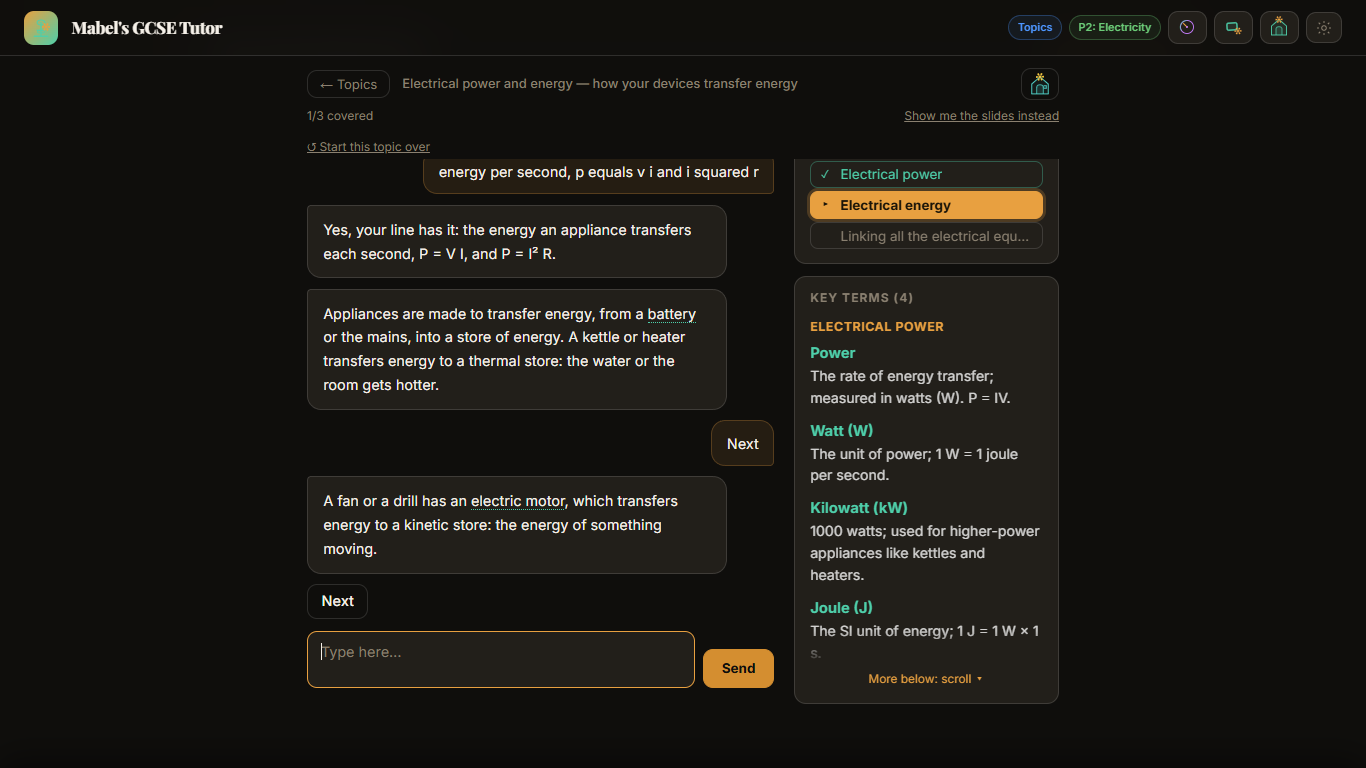 Mabel's GCSE Tutor
Topics
P2: Electricity
← Topics
Electrical power and energy — how your devices transfer energy
1/3 covered
Show me the slides instead
↺ Start this topic over
energy per second, p equals v i and i squared r
Yes, your line has it: the energy an appliance transfers
each second, P = V I, and P = I² R.
Appliances are made to transfer energy, from a battery
or the mains, into a store of energy. A kettle or heater
transfers energy to a thermal store: the water or the
room gets hotter.
Next
A fan or a drill has an electric motor, which transfers
energy to a kinetic store: the energy of something
moving.
Next
Type here...
Send
✓ Electrical power
‣ Electrical energy
Linking all the electrical equ...
KEY TERMS (4)
ELECTRICAL POWER
Power
The rate of energy transfer;
measured in watts (W). P = IV.
Watt (W)
The unit of power; 1 W = 1 joule
per second.
Kilowatt (kW)
1000 watts; used for higher-power
appliances like kettles and
heaters.
Joule (J)
The SI unit of energy; 1 J = 1 W × 1
s.
More below: scroll ▾